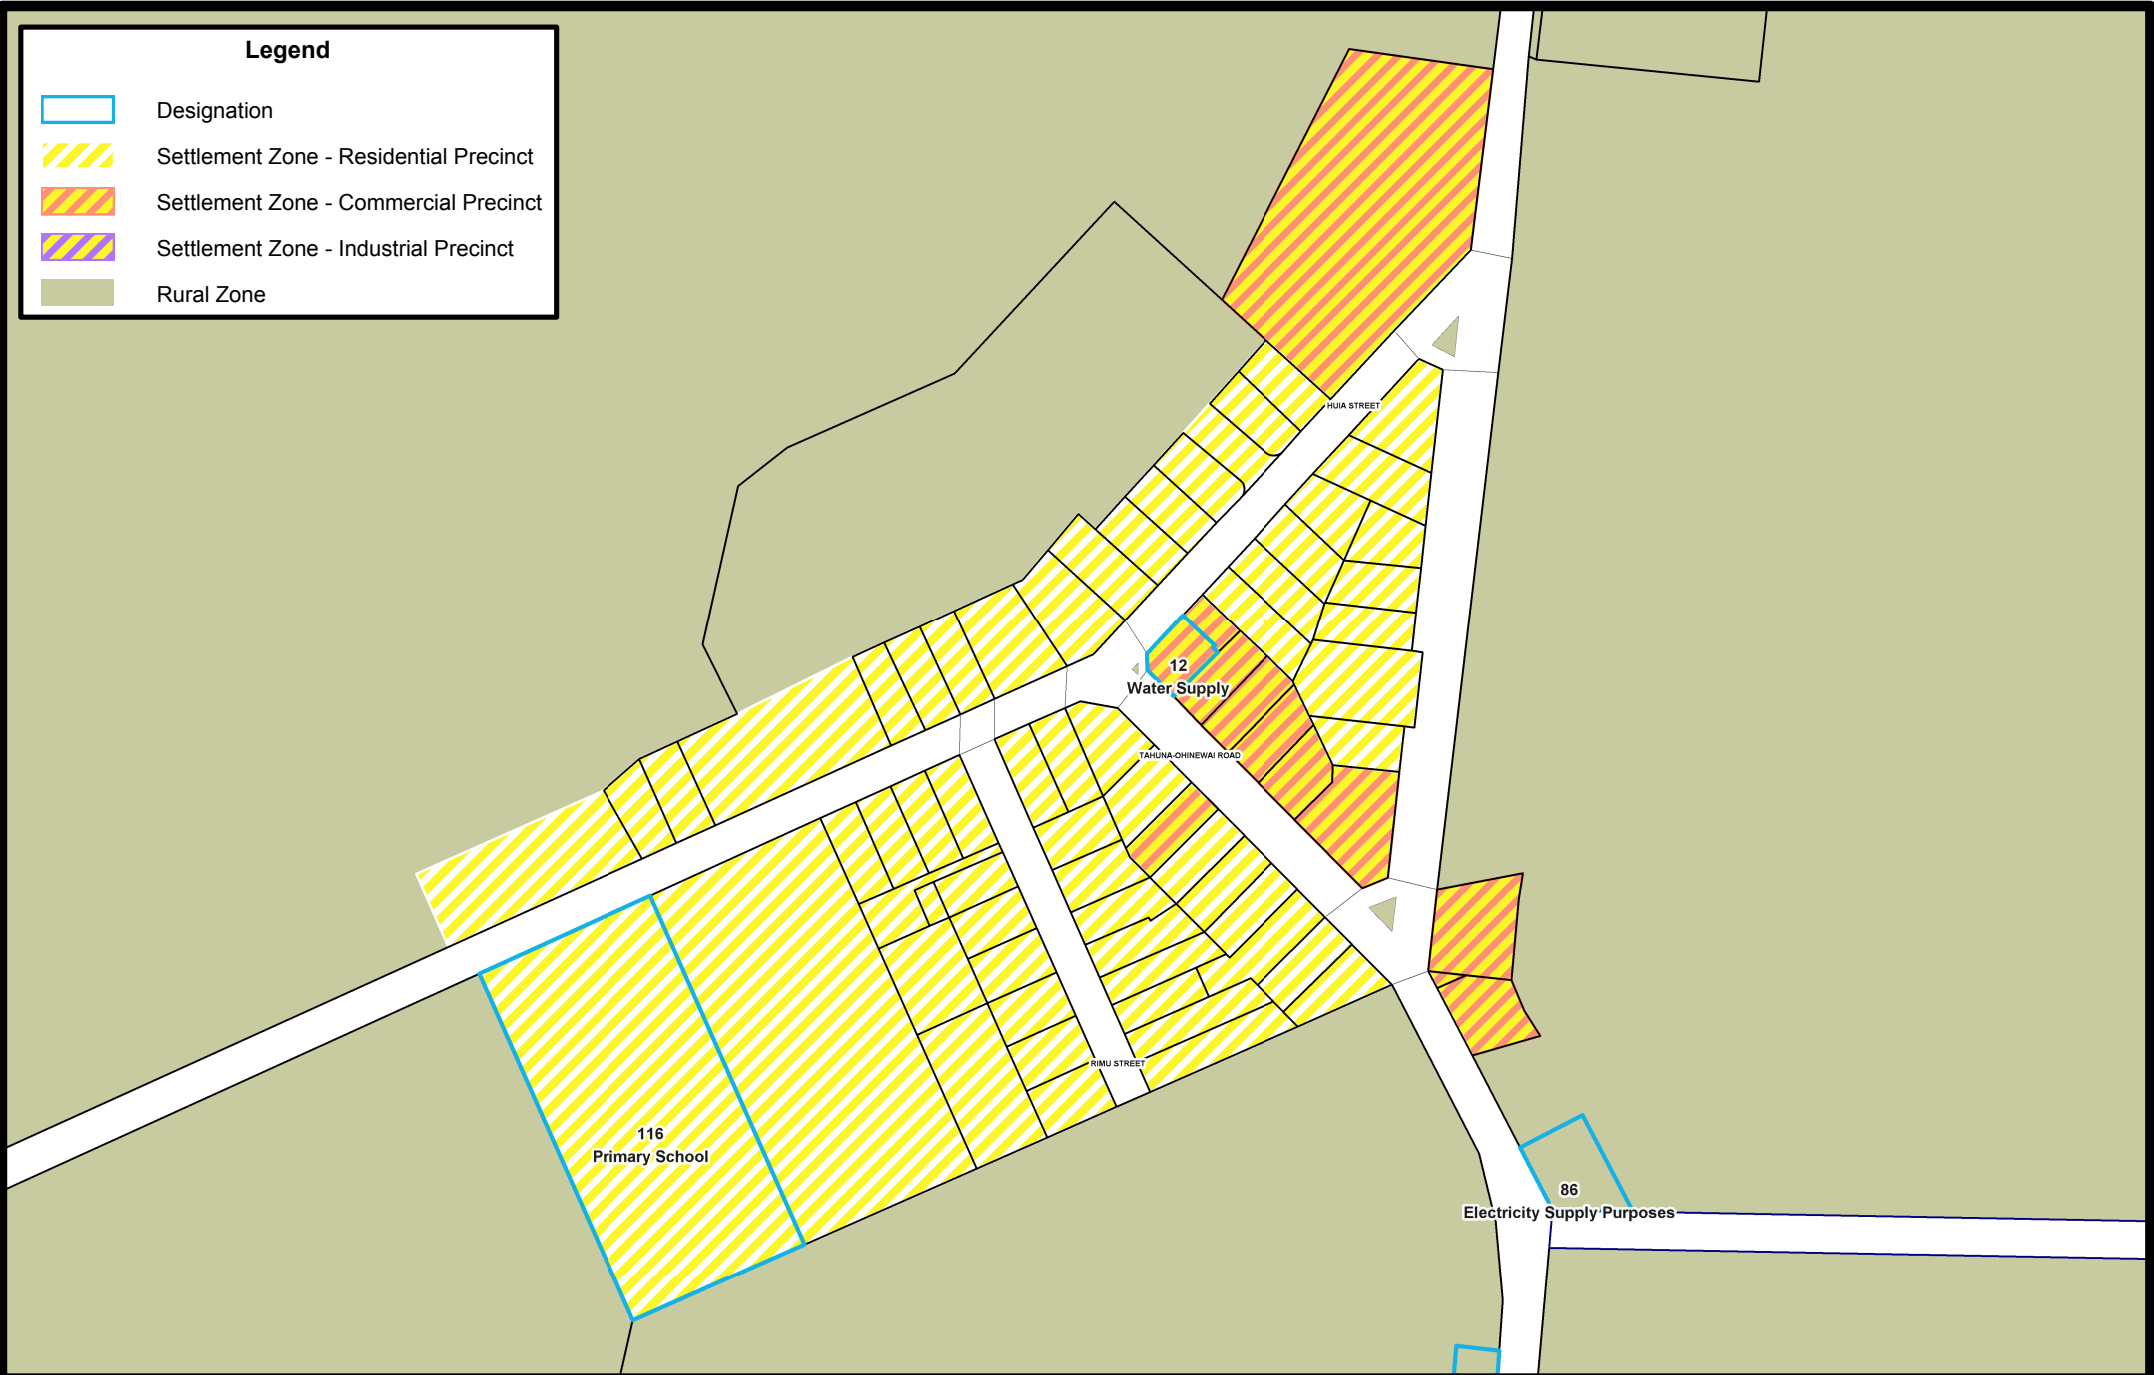 Legend
Designation
Settlement Zone - Residential Precinct
Settlement Zone - Commercial Precinct
Settlement Zone - Industrial Precinct
Rural Zone
HUIA STREET
12
Water Supply
TAHUNA-OHINEWAI ROAD
RIMU STREET
116
Primary School
86
Electricity Supply Purposes